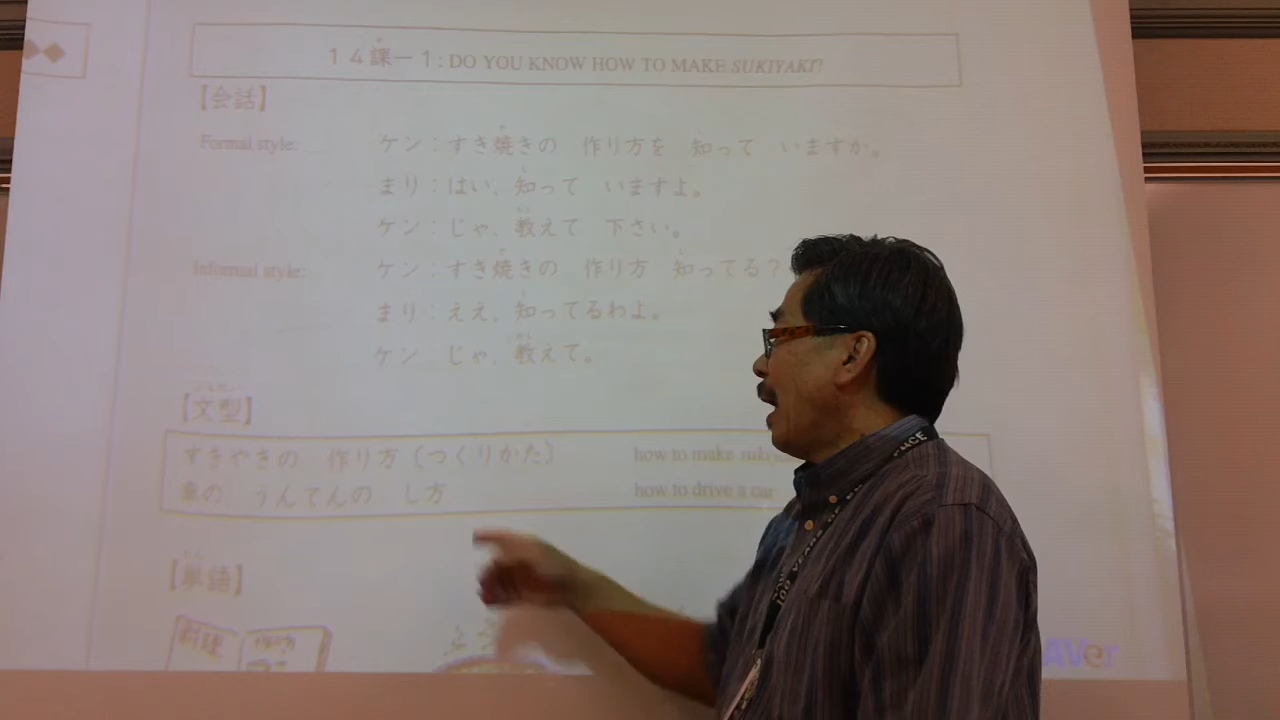 14課－1: DO YOU KNOW HOW TO MAKE SUKIYAKI?
【会話】
Formal style: ケン：すき焼きの 作り方を 知って いますか。
まり：はい、知って いますよ。
ケン：じゃ、教えて 下さい。
Informal style: ケン：すき焼きの 作り方 知ってる？
まり：ええ、知ってるわよ。
ケン：じゃ、教えて。
【文型】
すきやきの 作り方（つくりかた） how to make
車の うんてんの し方 how to drive a car
【単語】
料理
AVer
100 YEARS OF